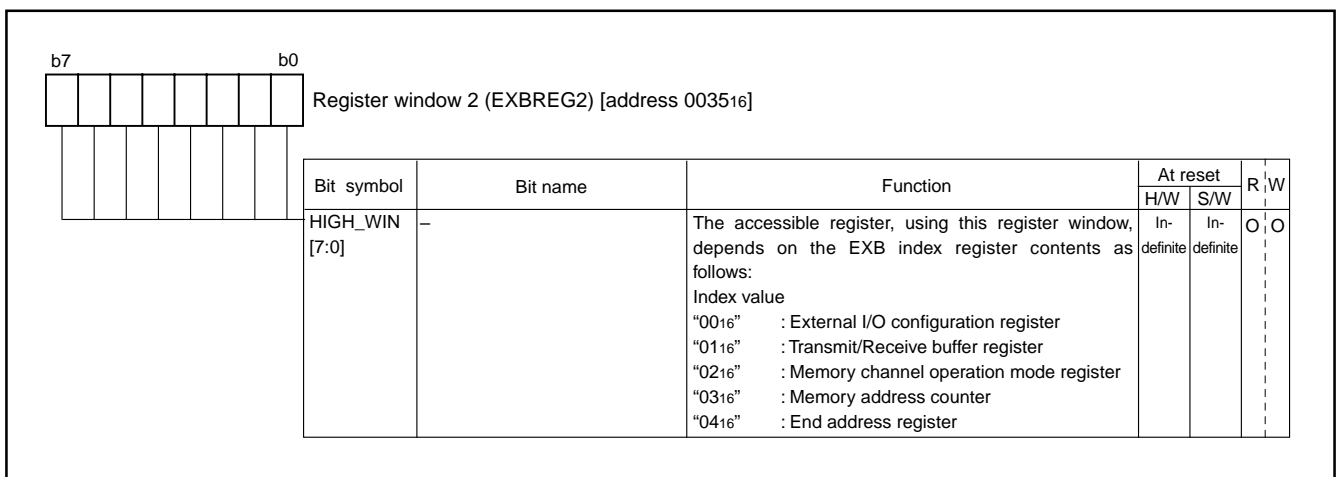 b7 b0
Register window 2 (EXBREG2) [address 003516]
Bit symbol Bit name Function At reset R W
H/W S/W
HIGH_WIN – The accessible register, using this register window, In- In- O O
[7:0] depends on the EXB index register contents as definite definite
follows:
Index value
“0016” : External I/O configuration register
“0116” : Transmit/Receive buffer register
“0216” : Memory channel operation mode register
“0316” : Memory address counter
“0416” : End address register